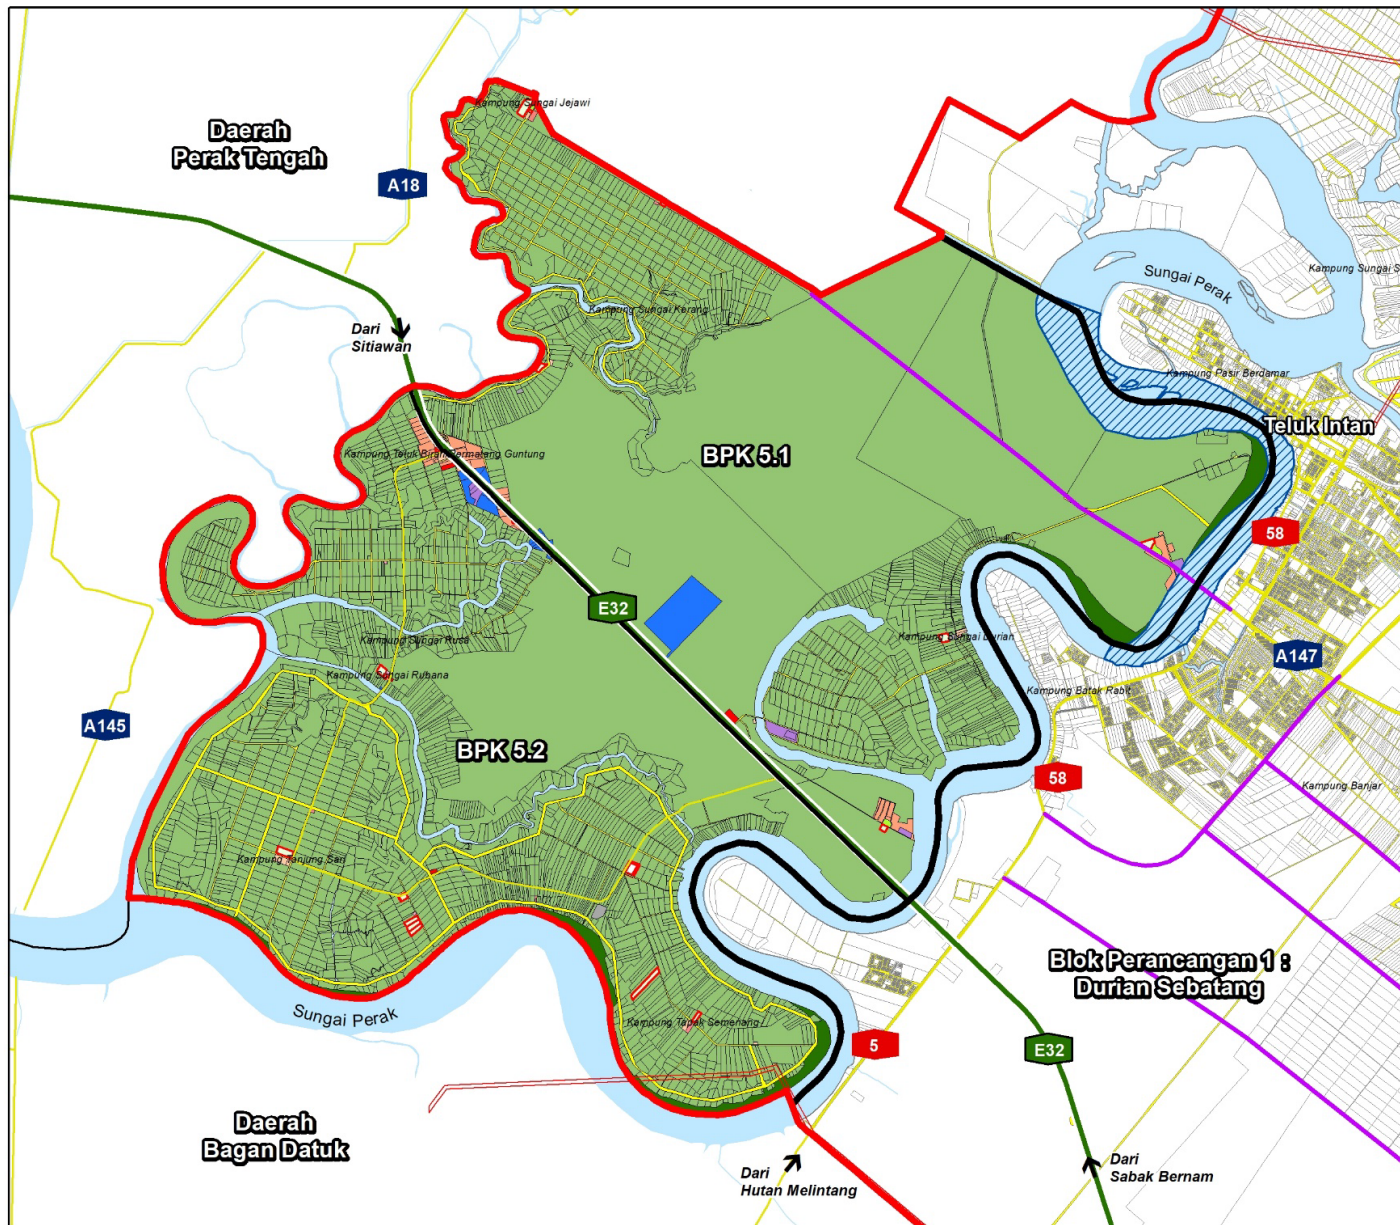 Kampung Sungai Jejawi
Daerah
Perak Tengah
A18
Sungai Perak
Kampung Sungai S
Kampung Sungai Kerang
Dari
Sitiawan
Kampung Pasir Berdamar
Teluk Intan
BPK 5.1
Kampung Teluk Birah
Permatang Guntung
58
E32
Kampung Sungai Rusa
Kampung Sungai Durian
A147
Kampung Sungai Rubana
Kampung Batak Rabit
A145
BPK 5.2
58
Kampung Banjar
Kampung Tanjung Sari
Blok Perancangan 1 :
Durian Sebatang
Sungai Perak
Kampung Tapak Semenang
5
E32
Daerah
Bagan Datuk
Dari
Hutan Melintang
Dari
Sabak Bernam